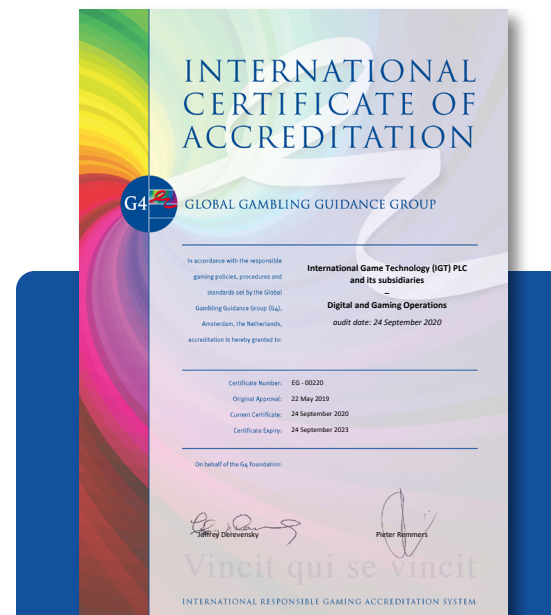 INTERNATIONAL
CERTIFICATE OF
ACCREDITATION
G4
GLOBAL GAMBLING GUIDANCE GROUP
In accordance with the responsible
gaming policies, procedures and
standards set by the Global
Gambling Guidance Group (G4),
Amsterdam, the Netherlands,
accreditation is hereby granted to:
International Game Technology (IGT) PLC
and its subsidiaries
–
Digital and Gaming Operations
audit date: 24 September 2020
Certificate Number: EG - 00220
Original Approval: 22 May 2019
Current Certificate: 24 September 2020
Certificate Expiry: 24 September 2023
On behalf of the G4 Foundation:
Jeffrey Derevensky
Pieter Remmers
Vincit qui se vincit
INTERNATIONAL RESPONSIBLE GAMING ACCREDITATION SYSTEM